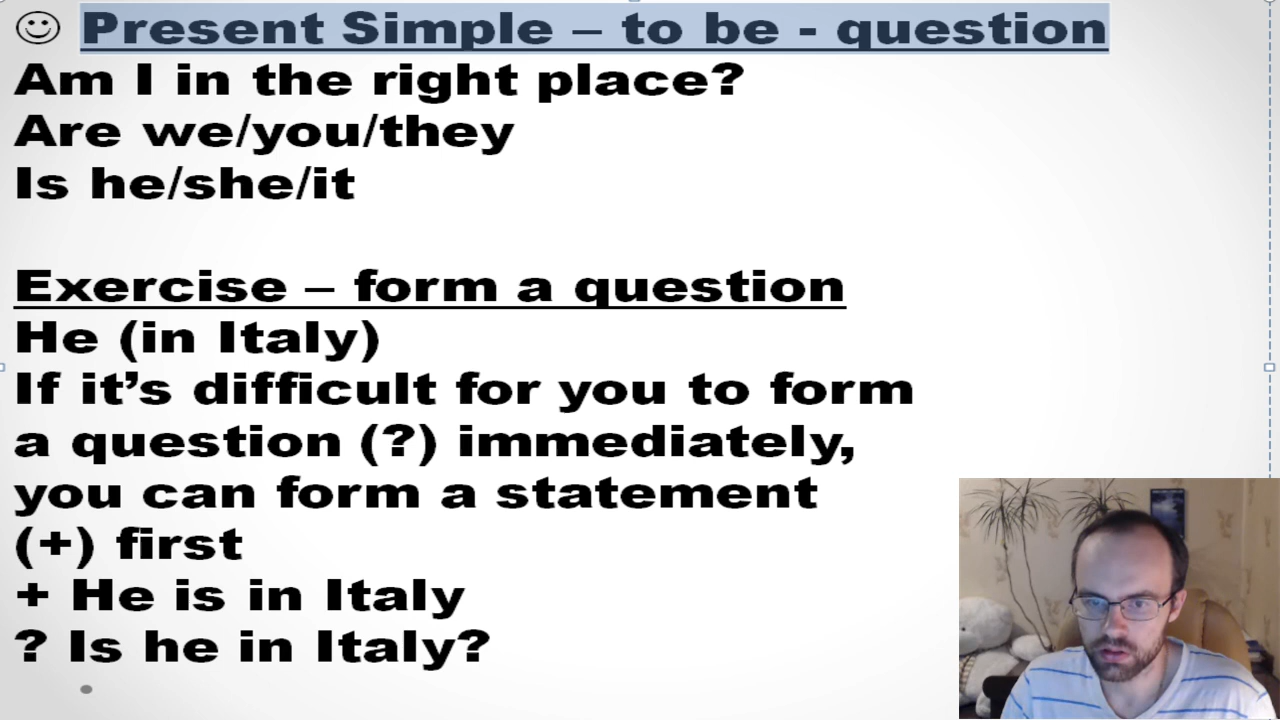 ☺ Present Simple – to be - question
Am I in the right place?
Are we/you/they
Is he/she/it
Exercise – form a question
He (in Italy)
If it’s difficult for you to form
a question (?) immediately,
you can form a statement
(+) first
+ He is in Italy
? Is he in Italy?